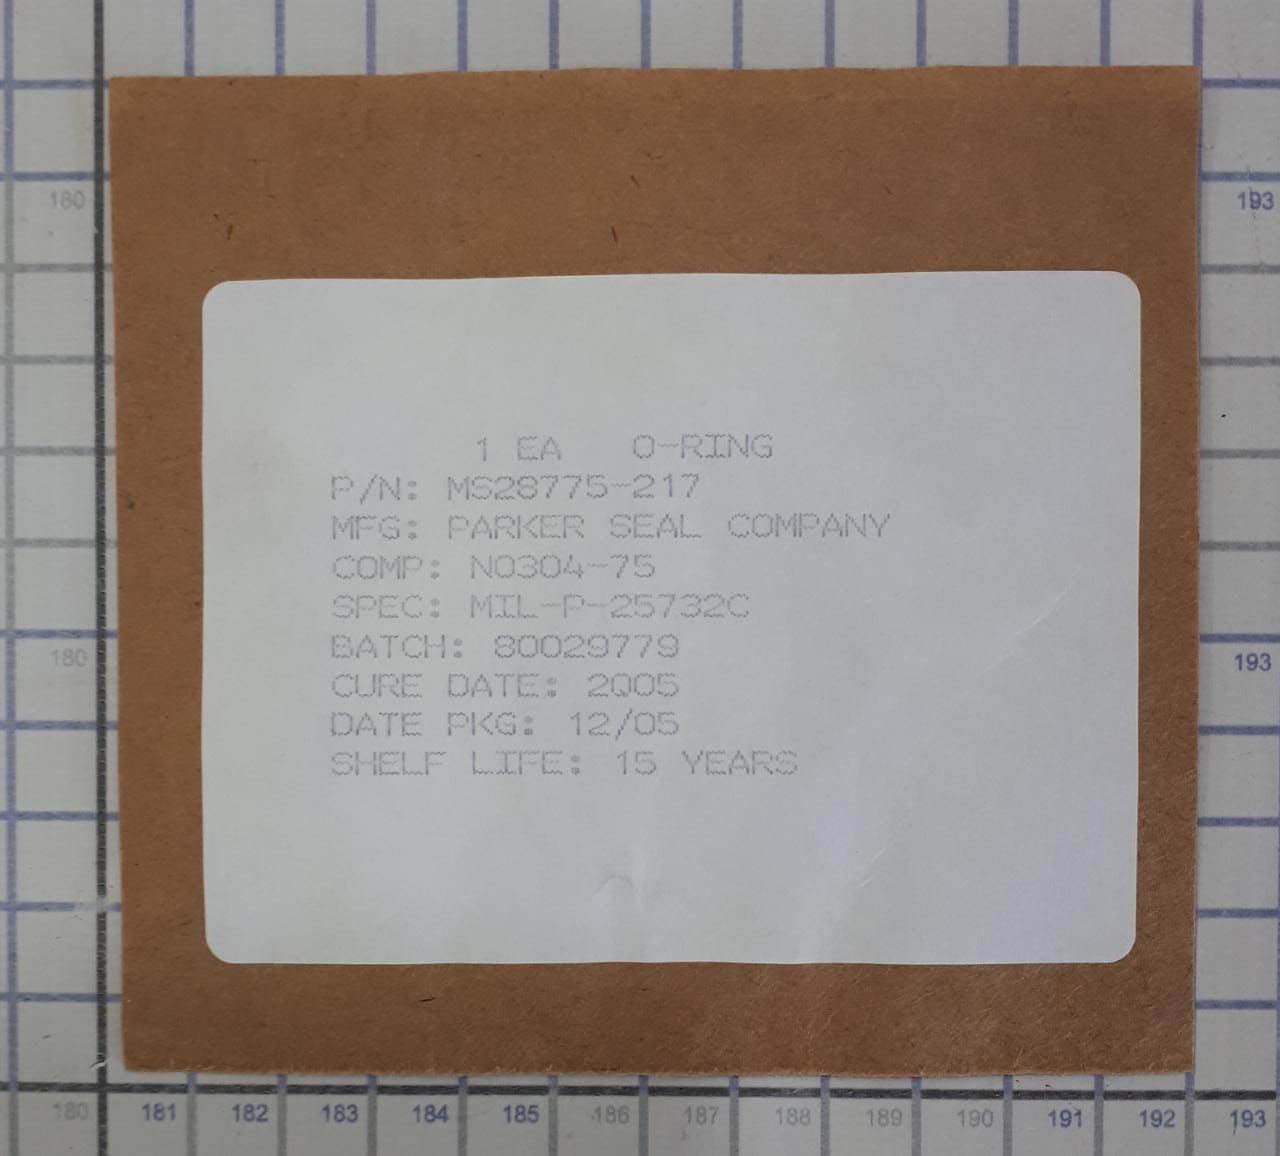 1 EA O-RING
P/N: MS28775-217
MFG: PARKER SEAL COMPANY
COMP: N0304-75
SPEC: MIL-P-25732C
BATCH: 80029779
CURE DATE: 2Q05
DATE PKG: 12/05
SHELF LIFE: 15 YEARS
180 193
180 193
180 181 182 183 184 185 186 187 188 189 190 191 192 193